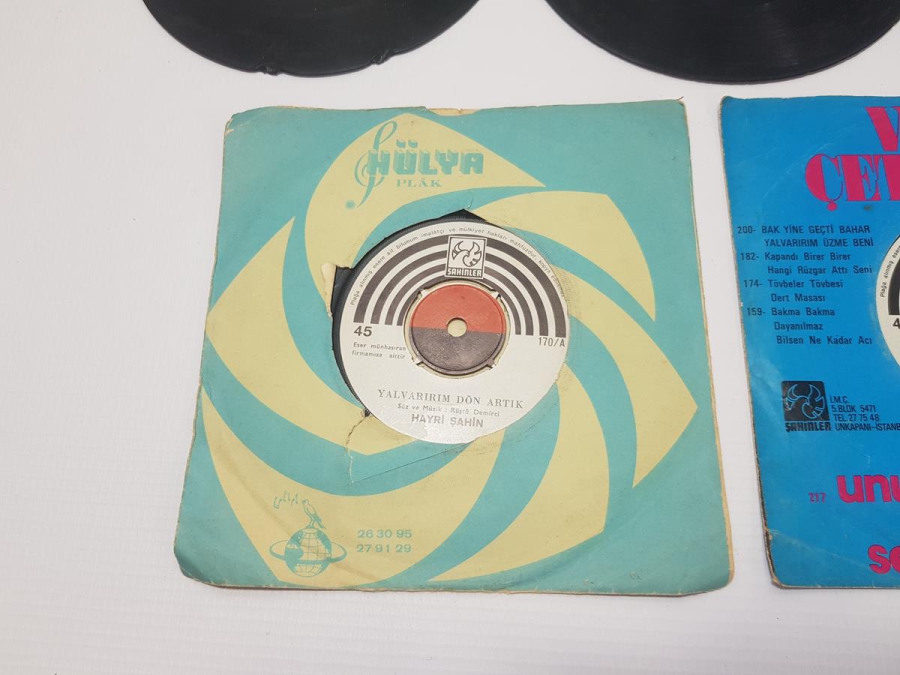 HÜLYA
PLÂK
ŞAHİNLER
45
170/A
Eser münhasıran
firmamıza aittir
YALVARIRIM DÖN ARTIK
Söz ve Müzik : Demirci
HAYRİ ŞAHİN
26 30 95
27 91 29
200- BAK YİNE GEÇTİ BAHAR
YALVARIRIM ÜZME BENİ
182- Kapandı Birer Birer
Hangi Rüzgar Attı Seni
174- Tövbeler Tövbesi
Dert Masası
159- Bakma Bakma
Dayanılmaz
Bilsen Ne Kâdar Acı
ŞAHİNLER
İ.M.C.
5.BLOK 5471
TEL 27 75 48
UNKAPANI-İSTANB
217